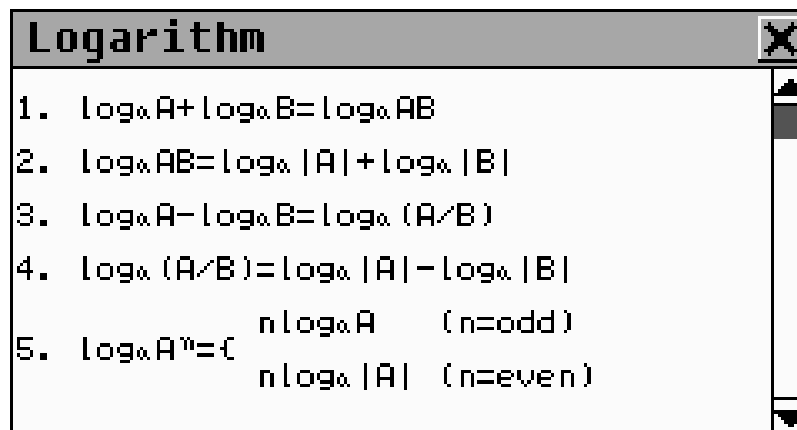 Logarithm
1. logₐA+logₐB=logₐAB
2. logₐAB=logₐ|A|+logₐ|B|
3. logₐA-logₐB=logₐ(A/B)
4. logₐ(A/B)=logₐ|A|-logₐ|B|
nlogₐA (n=odd)
5. logₐAⁿ={
nlogₐ|A| (n=even)